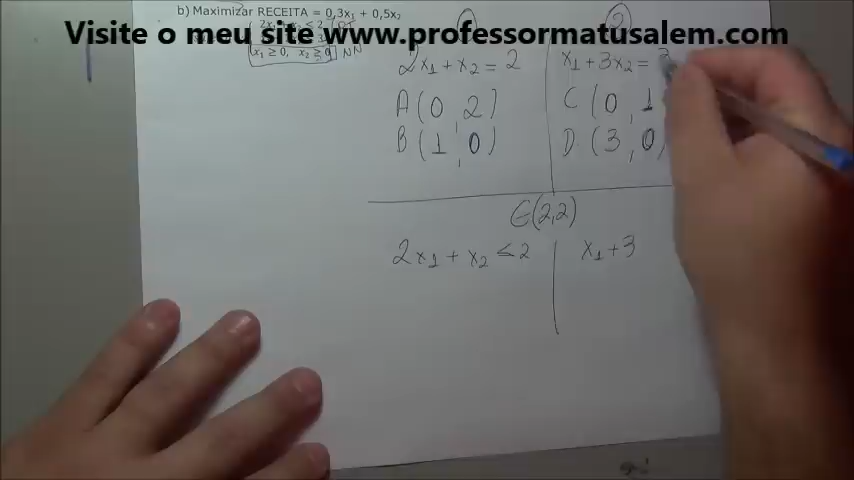 b) Maximizar RECEITA = 0,3x₁ + 0,5x₂
x₁ ≥ 0, x₂ ≥ 0 NN
Visite o meu site www.professormatusalem.com
2x₁ + x₂ = 2
A (0, 2)
B (1, 0)
2
x₁ + 3x₂ = 3
C (0, 1
D (3, 0)
E(2,2)
2x₁ + x₂ ≤ 2
x₁ + 3